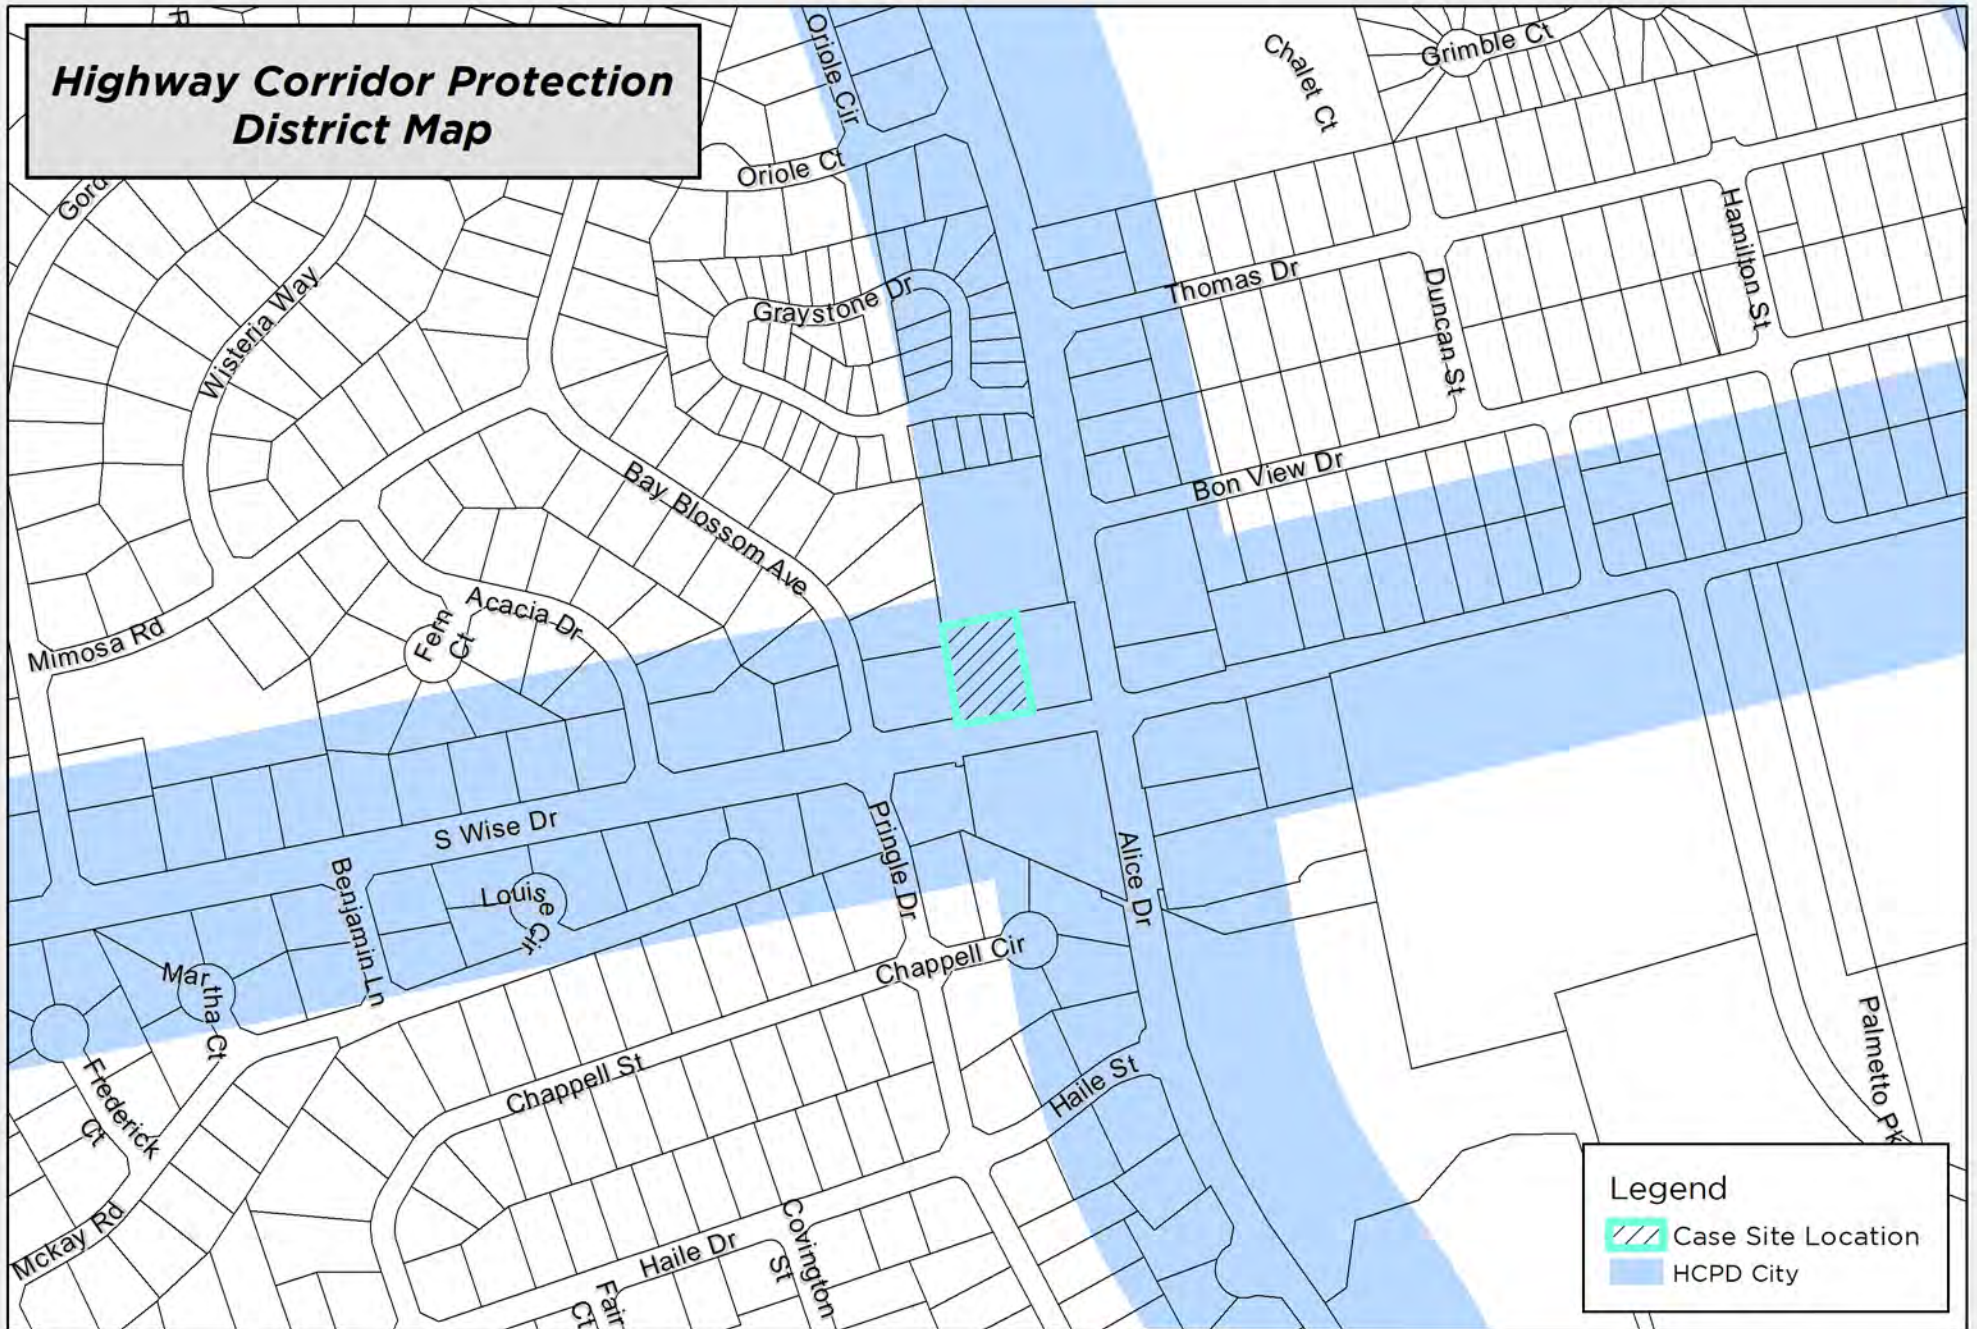 Highway Corridor Protection
District Map
Oriole Cir
Chalet Ct
Grimble Ct
Oriole Ct
Gord
Hamilton St
Wisteria Way
Graystone Dr
Thomas Dr
Duncan St
Bay Blossom Ave
Bon View Dr
Acacia Dr
Fern
Ct
Mimosa Rd
S Wise Dr
Pringle Dr
Alice Dr
Benjamin Ln
Louise Cir
Martha Ct
Chappell Cir
Palmetto Pk
Frederick
Ct
Chappell St
Haile St
Mckay Rd
Haile Dr
Covington
St
Fair
Ct
Legend
Case Site Location
HCPD City